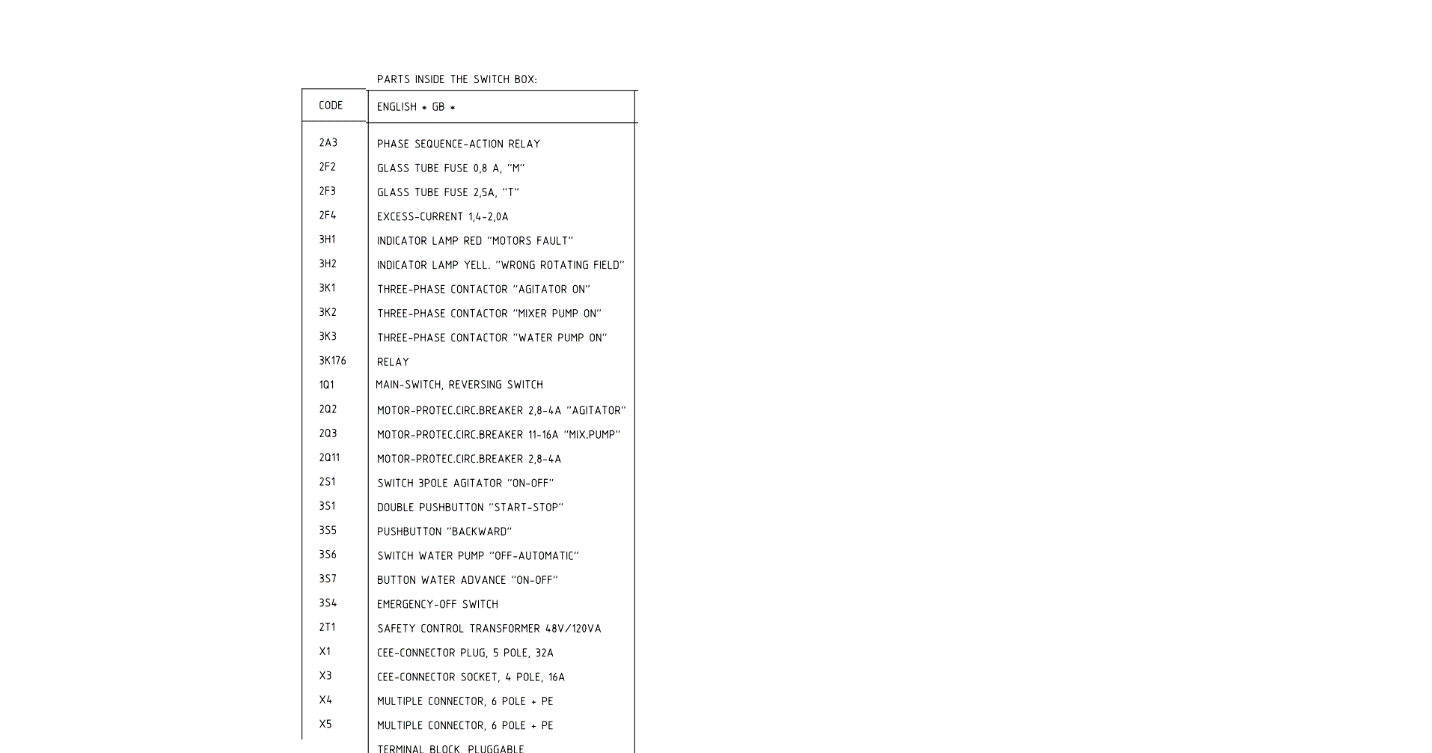 PARTS INSIDE THE SWITCH BOX:
CODE ENGLISH * GB *
2A3 PHASE SEQUENCE-ACTION RELAY
2F2 GLASS TUBE FUSE 0,8 A, "M"
2F3 GLASS TUBE FUSE 2,5A, "T"
2F4 EXCESS-CURRENT 1,4-2,0A
3H1 INDICATOR LAMP RED "MOTORS FAULT"
3H2 INDICATOR LAMP YELL. "WRONG ROTATING FIELD"
3K1 THREE-PHASE CONTACTOR "AGITATOR ON"
3K2 THREE-PHASE CONTACTOR "MIXER PUMP ON"
3K3 THREE-PHASE CONTACTOR "WATER PUMP ON"
3K176 RELAY
1Q1 MAIN-SWITCH, REVERSING SWITCH
2Q2 MOTOR-PROTEC.CIRC.BREAKER 2,8-4A "AGITATOR"
2Q3 MOTOR-PROTEC.CIRC.BREAKER 11-16A "MIX.PUMP"
2Q11 MOTOR-PROTEC.CIRC.BREAKER 2,8-4A
2S1 SWITCH 3POLE AGITATOR "ON-OFF"
3S1 DOUBLE PUSHBUTTON "START-STOP"
3S5 PUSHBUTTON "BACKWARD"
3S6 SWITCH WATER PUMP "OFF-AUTOMATIC"
3S7 BUTTON WATER ADVANCE "ON-OFF"
3S4 EMERGENCY-OFF SWITCH
2T1 SAFETY CONTROL TRANSFORMER 48V/120VA
X1 CEE-CONNECTOR PLUG, 5 POLE, 32A
X3 CEE-CONNECTOR SOCKET, 4 POLE, 16A
X4 MULTIPLE CONNECTOR, 6 POLE + PE
X5 MULTIPLE CONNECTOR, 6 POLE + PE
TERMINAL BLOCK, PLUGGABLE